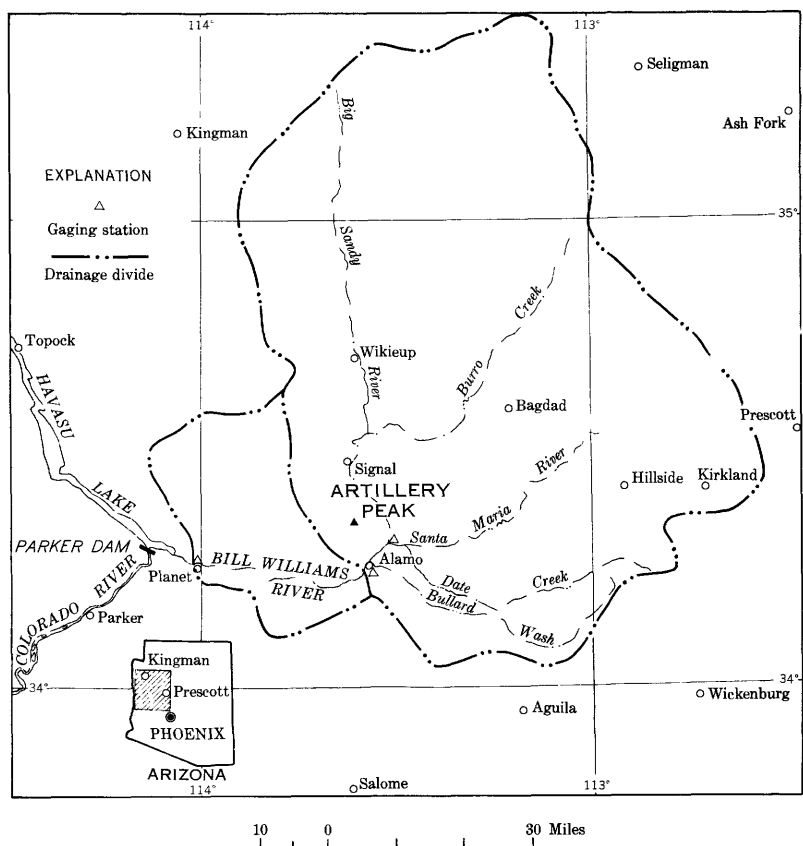 114°
113°
Seligman
Ash Fork
Kingman
Big
EXPLANATION
Gaging station
Drainage divide
35°
Sandy
Creek
Topock
Wikieup
River
Burro
HAVASU
Bagdad
Prescott
Signal
River
Hillside
Kirkland
ARTILLERY
PEAK
LAKE
Maria
Santa
PARKER DAM
Planet
BILL WILLIAMS
RIVER
Alamo
Date
Creek
Bullard
Wash
COLORADO RIVER
Parker
Kingman
Prescott
PHOENIX
ARIZONA
34°
34°
Wickenburg
Aguila
Salome
114°
113°
10 0 30 Miles